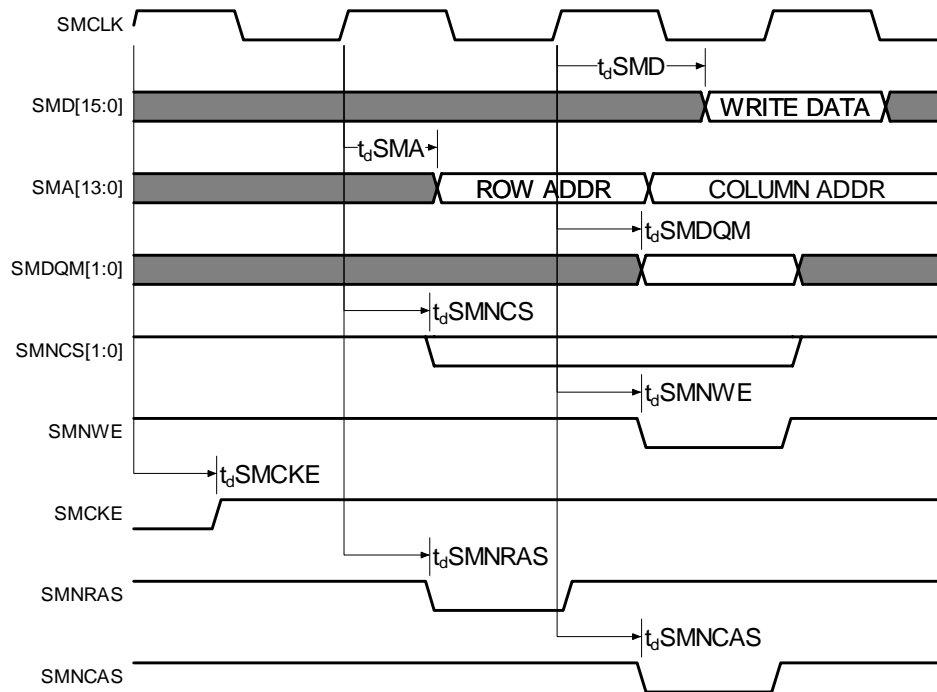 SMCLK
tdSMD
SMD[15:0]
WRITE DATA
tdSMA
SMA[13:0]
ROW ADDR
COLUMN ADDR
tdSMDQM
SMDQM[1:0]
tdSMNCS
SMNCS[1:0]
tdSMNWE
SMNWE
tdSMCKE
SMCKE
tdSMNRAS
SMNRAS
tdSMNCAS
SMNCAS